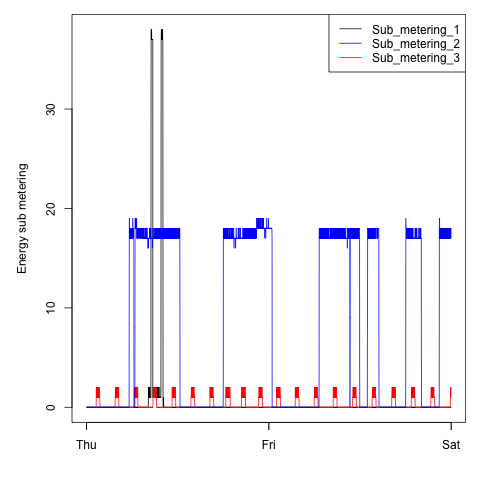 Sub_metering_1
Sub_metering_2
Sub_metering_3
Energy sub metering
30
20
10
0
Thu
Fri
Sat